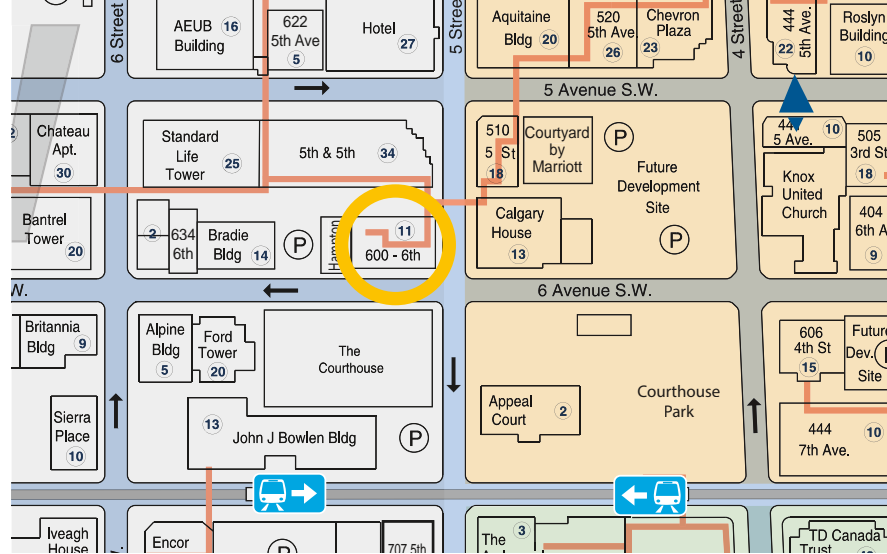 6 Street
AEUB
Building
16
622
5th Ave
5
Hotel
27
5 Stree
Aquitaine
Bldg
20
520
5th Ave
26
Chevron
Plaza
23
4 Street
444
5th Ave.
22
Roslyn
Building
10
5 Avenue S.W.
Chateau
Apt.
30
Standard
Life
Tower
25
5th & 5th
34
510
5 St
18
Courtyard
by
Marriott
P
Future
Development
Site
P
5 Ave.
10
505
3rd St
18
Knox
United
Church
404
6th A
9
Bantrel
Tower
20
2
634
6th
Bradie
Bldg
14
P
Hampton
11
600 - 6th
Calgary
House
13
W.
6 Avenue S.W.
Britannia
Bldg
9
Alpine
Bldg
5
Ford
Tower
20
The
Courthouse
606
4th St
15
Future
Dev.
Site
Sierra
Place
10
13
John J Bowlen Bldg
P
Appeal
Court
2
Courthouse
Park
444
7th Ave.
10
Iveagh
House
Encor
P
707 5th
The
3
TD Canada
Trust